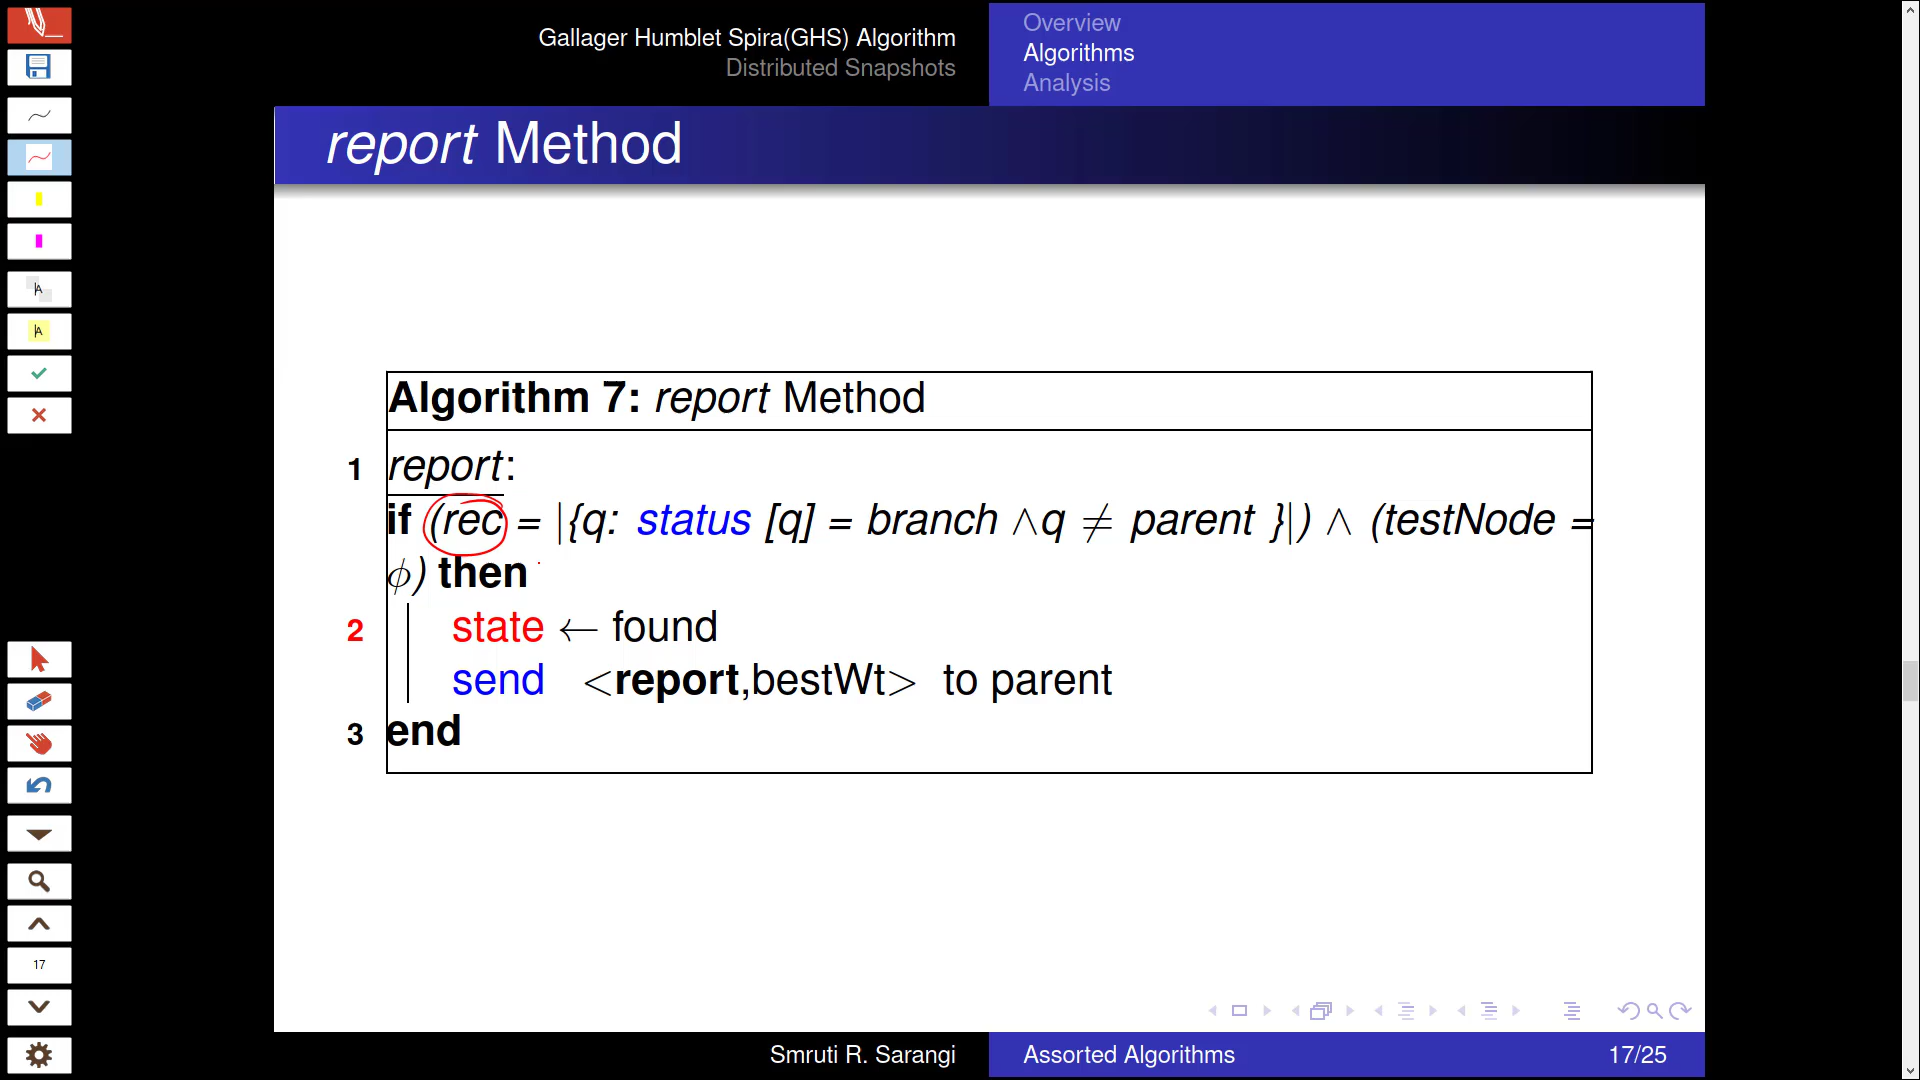 Gallager Humblet Spira(GHS) Algorithm
Distributed Snapshots
Overview
Algorithms
Analysis
report Method
Algorithm 7: report Method
1 report:
if (rec = |{q: status [q] = branch ∧q ≠ parent }|) ∧ (testNode =
ϕ) then
2 state ← found
send <report,bestWt> to parent
3 end
17
Smruti R. Sarangi
Assorted Algorithms
17/25